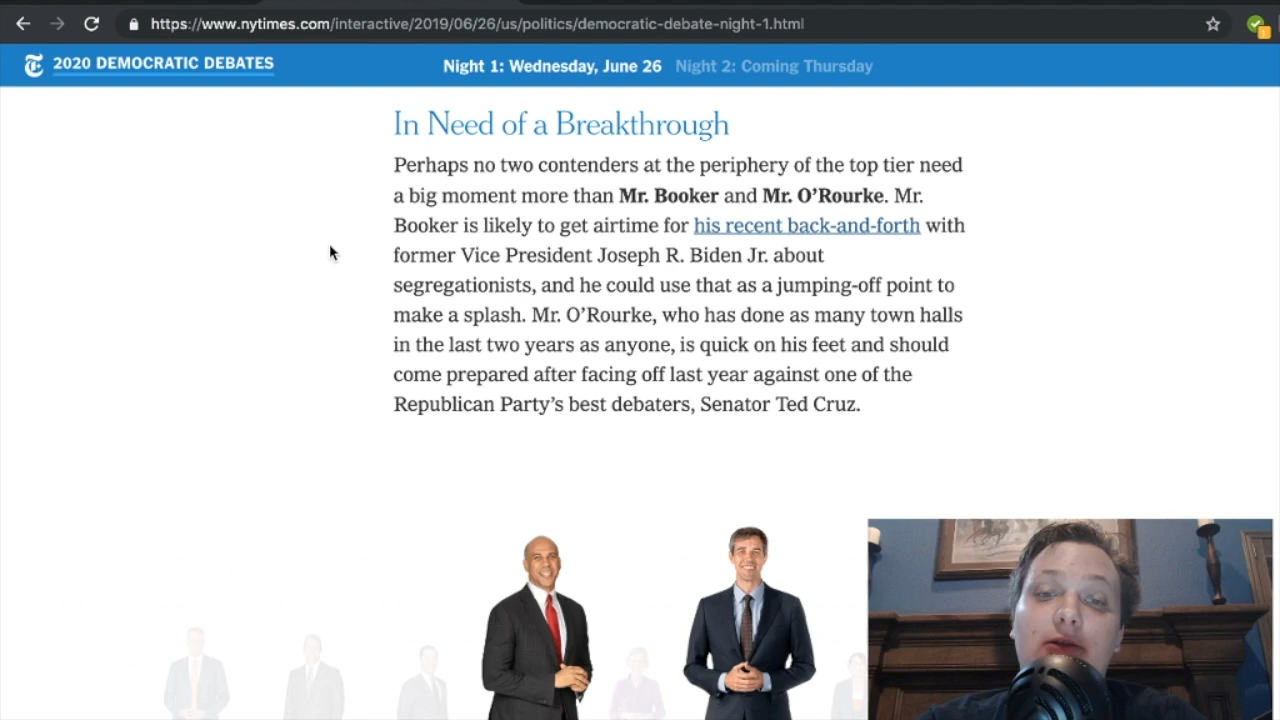 https://www.nytimes.com/interactive/2019/06/26/us/politics/democratic-debate-night-1.html
2020 DEMOCRATIC DEBATES
Night 1: Wednesday, June 26 Night 2: Coming Thursday
In Need of a Breakthrough
Perhaps no two contenders at the periphery of the top tier need
a big moment more than Mr. Booker and Mr. O’Rourke. Mr.
Booker is likely to get airtime for his recent back-and-forth with
former Vice President Joseph R. Biden Jr. about
segregationists, and he could use that as a jumping-off point to
make a splash. Mr. O’Rourke, who has done as many town halls
in the last two years as anyone, is quick on his feet and should
come prepared after facing off last year against one of the
Republican Party’s best debaters, Senator Ted Cruz.